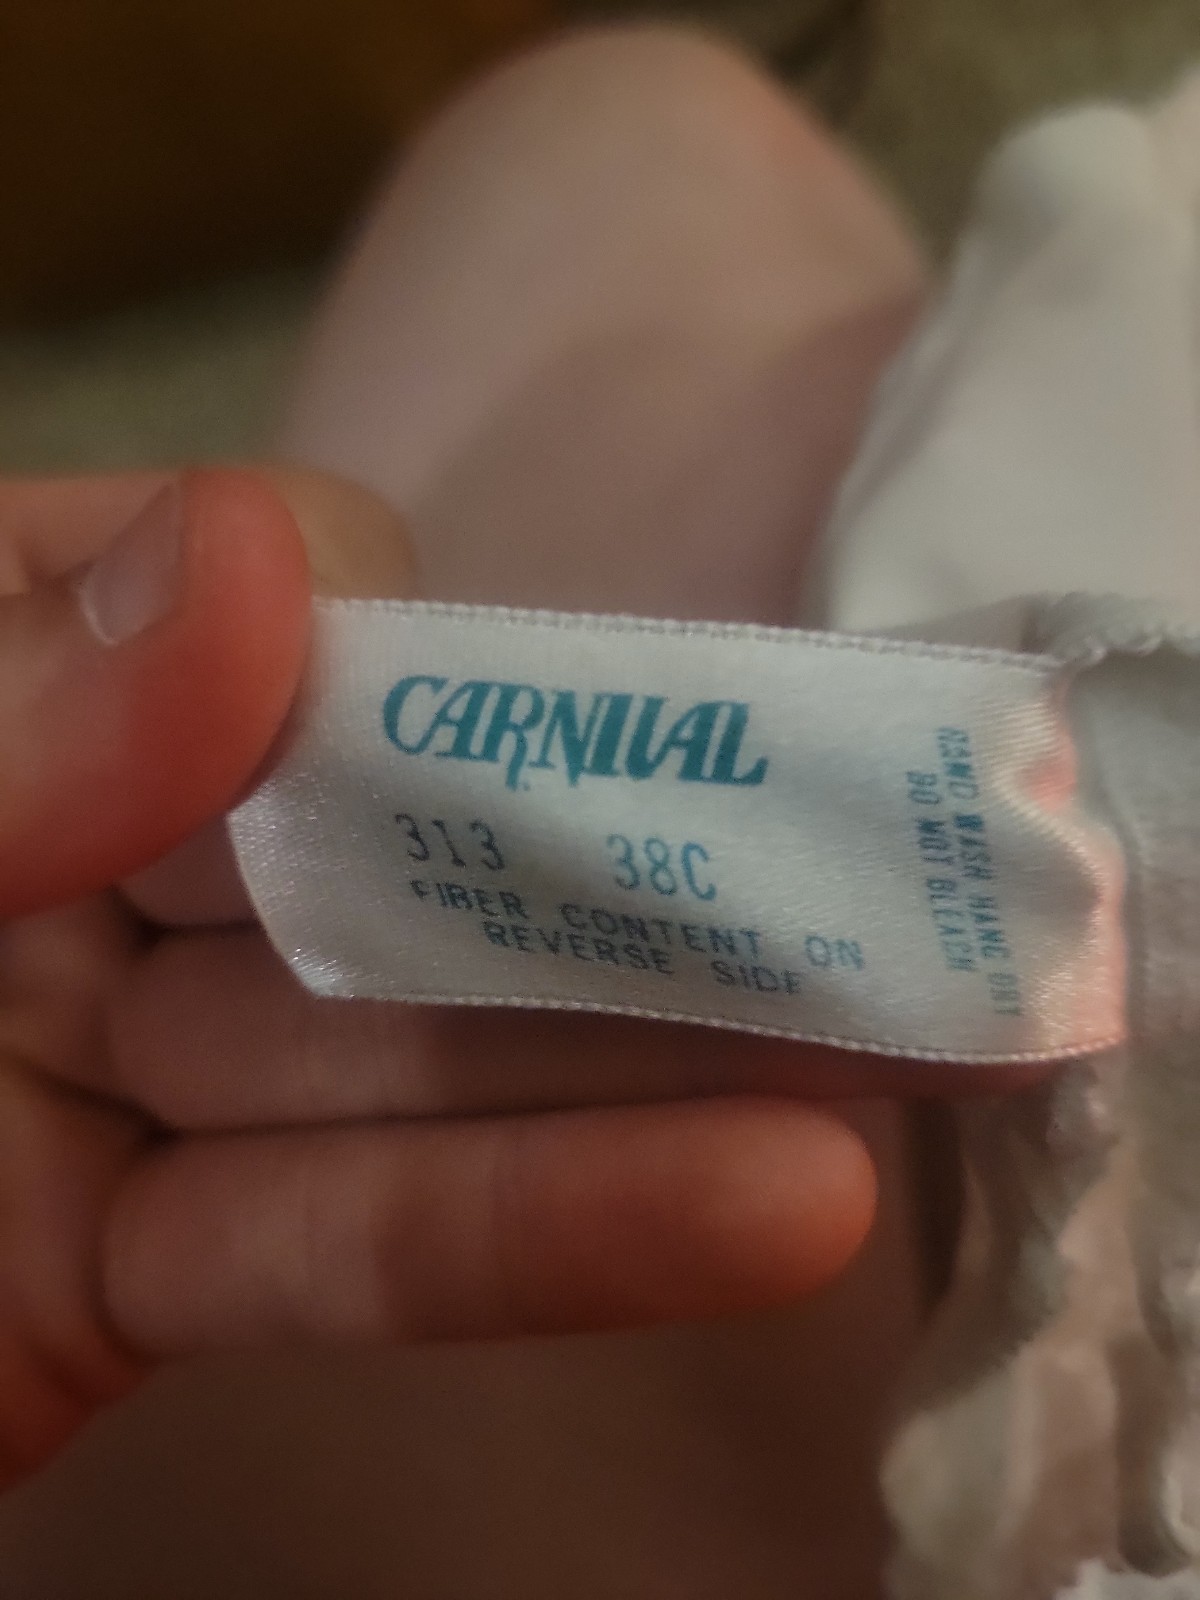 CARNIVAL
313 38C
FIBER CONTENT ON
REVERSE SIDE
HAND WASH HANG DRY
DO NOT BLEACH